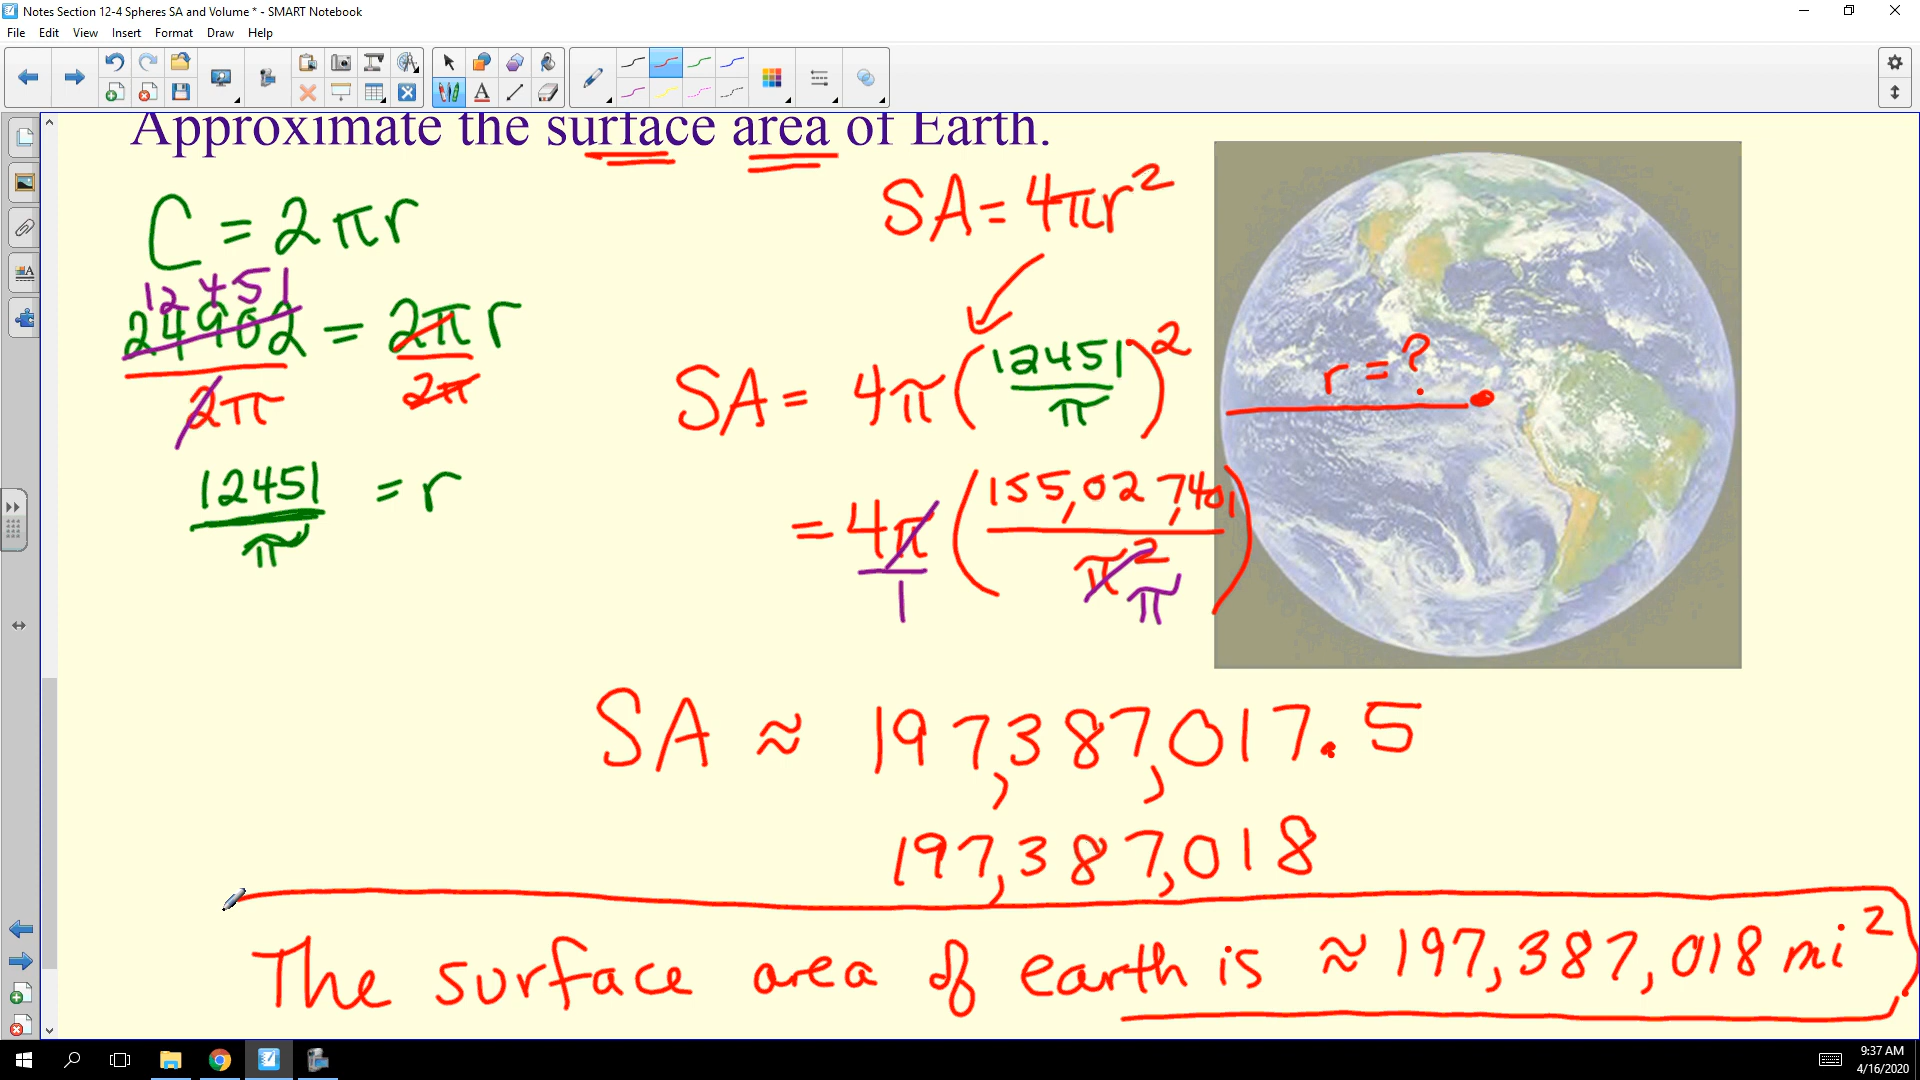 Notes Section 12-4 Spheres SA and Volume * - SMART Notebook
File Edit View Insert Format Draw Help
Approximate the surface area of Earth.
C = 2πr
12451
24902 = 2πr
2π 2π
12451 = r
π
SA = 4πr²
SA = 4π(12451)²
π
= 4π (155,027,401)
1 π² π
r = ?
SA ≈ 197,387,017.5
197,387,018
The surface area of earth is ≈ 197,387,018 mi²
9:37 AM
4/16/2020